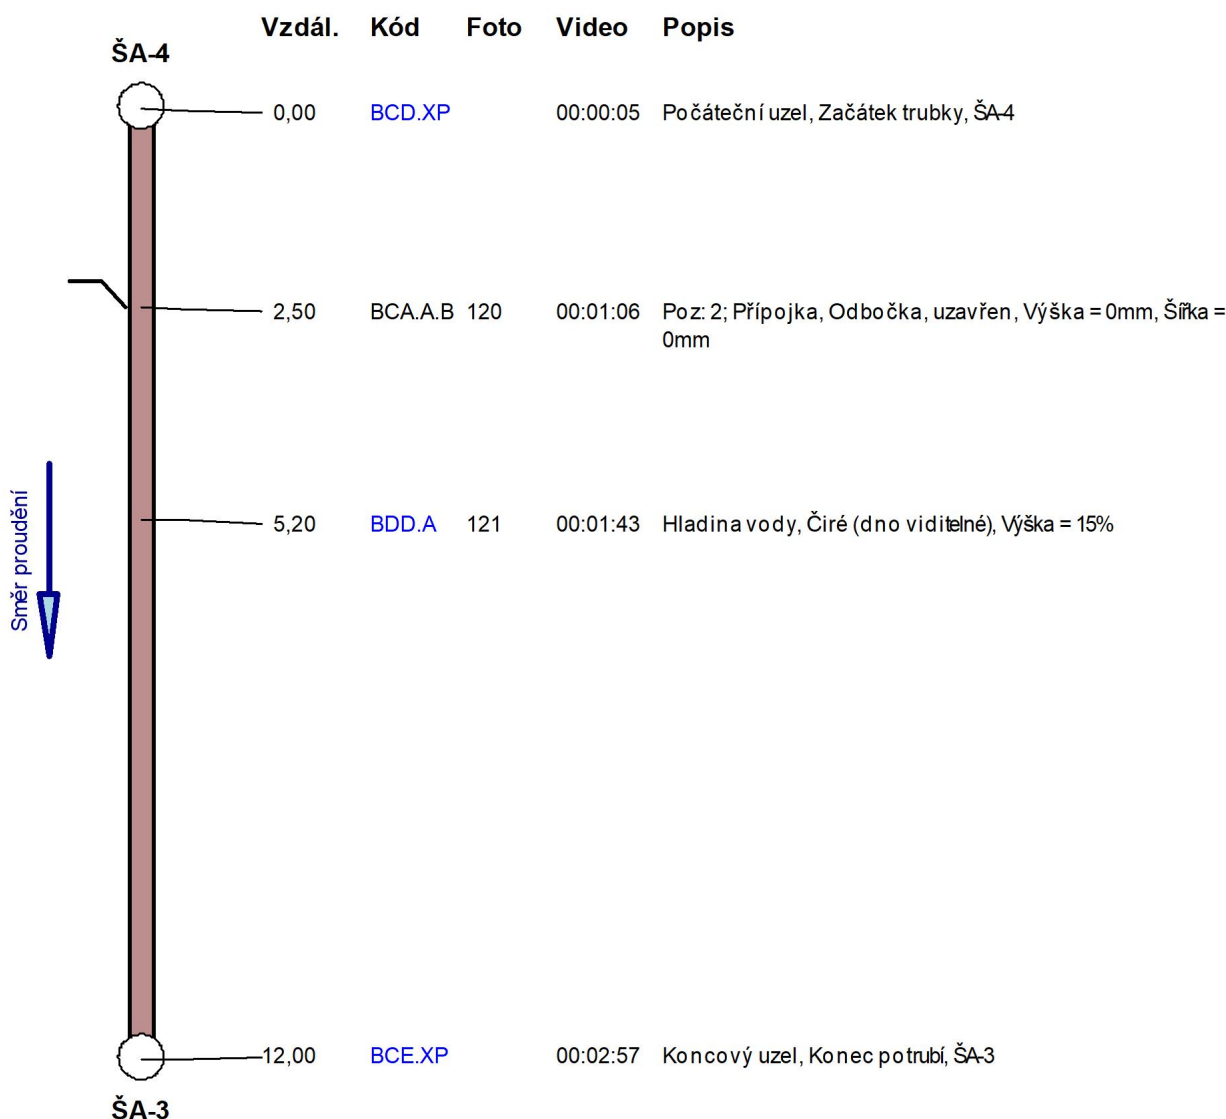 Vzdál. Kód Foto Video Popis
ŠA-4
0,00 BCD.XP 00:00:05 Počáteční uzel, Začátek trubky, ŠA-4
2,50 BCA.A.B 120 00:01:06 Poz: 2; Přípojka, Odbočka, uzavřen, Výška = 0mm, Šířka =
0mm
Směr proudění
5,20 BDD.A 121 00:01:43 Hladina vody, Čiré (dno viditelné), Výška = 15%
12,00 BCE.XP 00:02:57 Koncový uzel, Konec potrubí, ŠA-3
ŠA-3